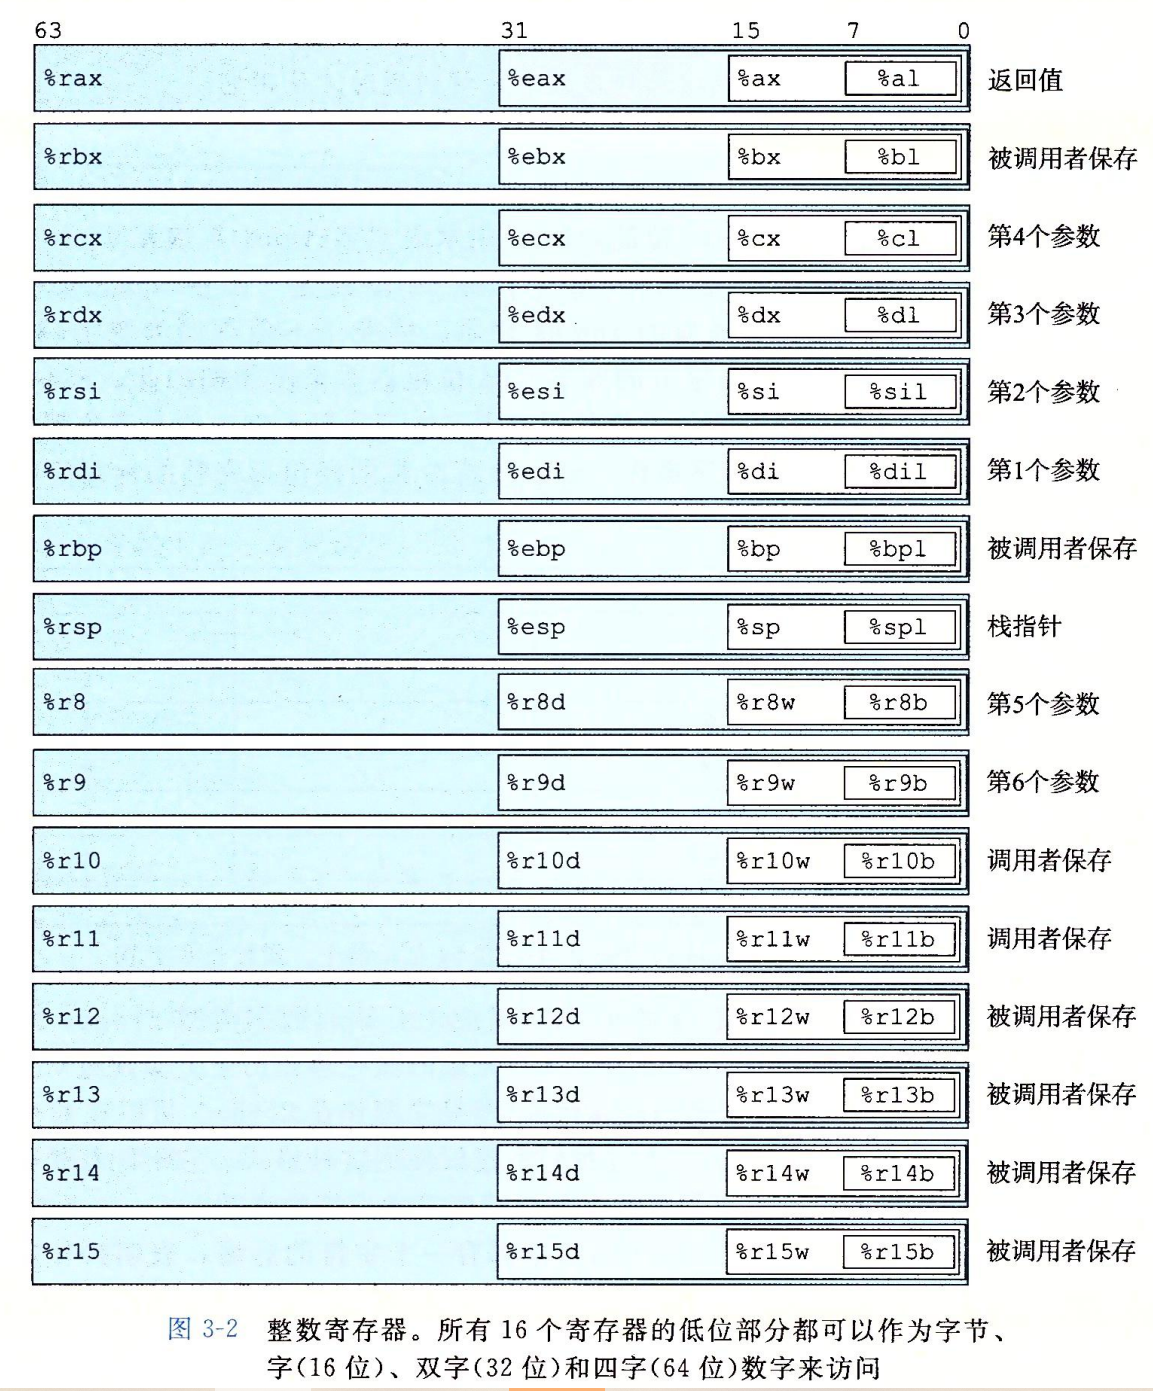 63 31 15 7 0
%rax %eax %ax %al 返回值
%rbx %ebx %bx %bl 被调用者保存
%rcx %ecx %cx %cl 第4个参数
%rdx %edx %dx %dl 第3个参数
%rsi %esi %si %sil 第2个参数
%rdi %edi %di %dil 第1个参数
%rbp %ebp %bp %bpl 被调用者保存
%rsp %esp %sp %spl 栈指针
%r8 %r8d %r8w %r8b 第5个参数
%r9 %r9d %r9w %r9b 第6个参数
%r10 %r10d %r10w %r10b 调用者保存
%r11 %r11d %r11w %r11b 调用者保存
%r12 %r12d %r12w %r12b 被调用者保存
%r13 %r13d %r13w %r13b 被调用者保存
%r14 %r14d %r14w %r14b 被调用者保存
%r15 %r15d %r15w %r15b 被调用者保存
图 3-2 整数寄存器。所有 16 个寄存器的低位部分都可以作为字节、
字(16 位)、双字(32 位)和四字(64 位)数字来访问